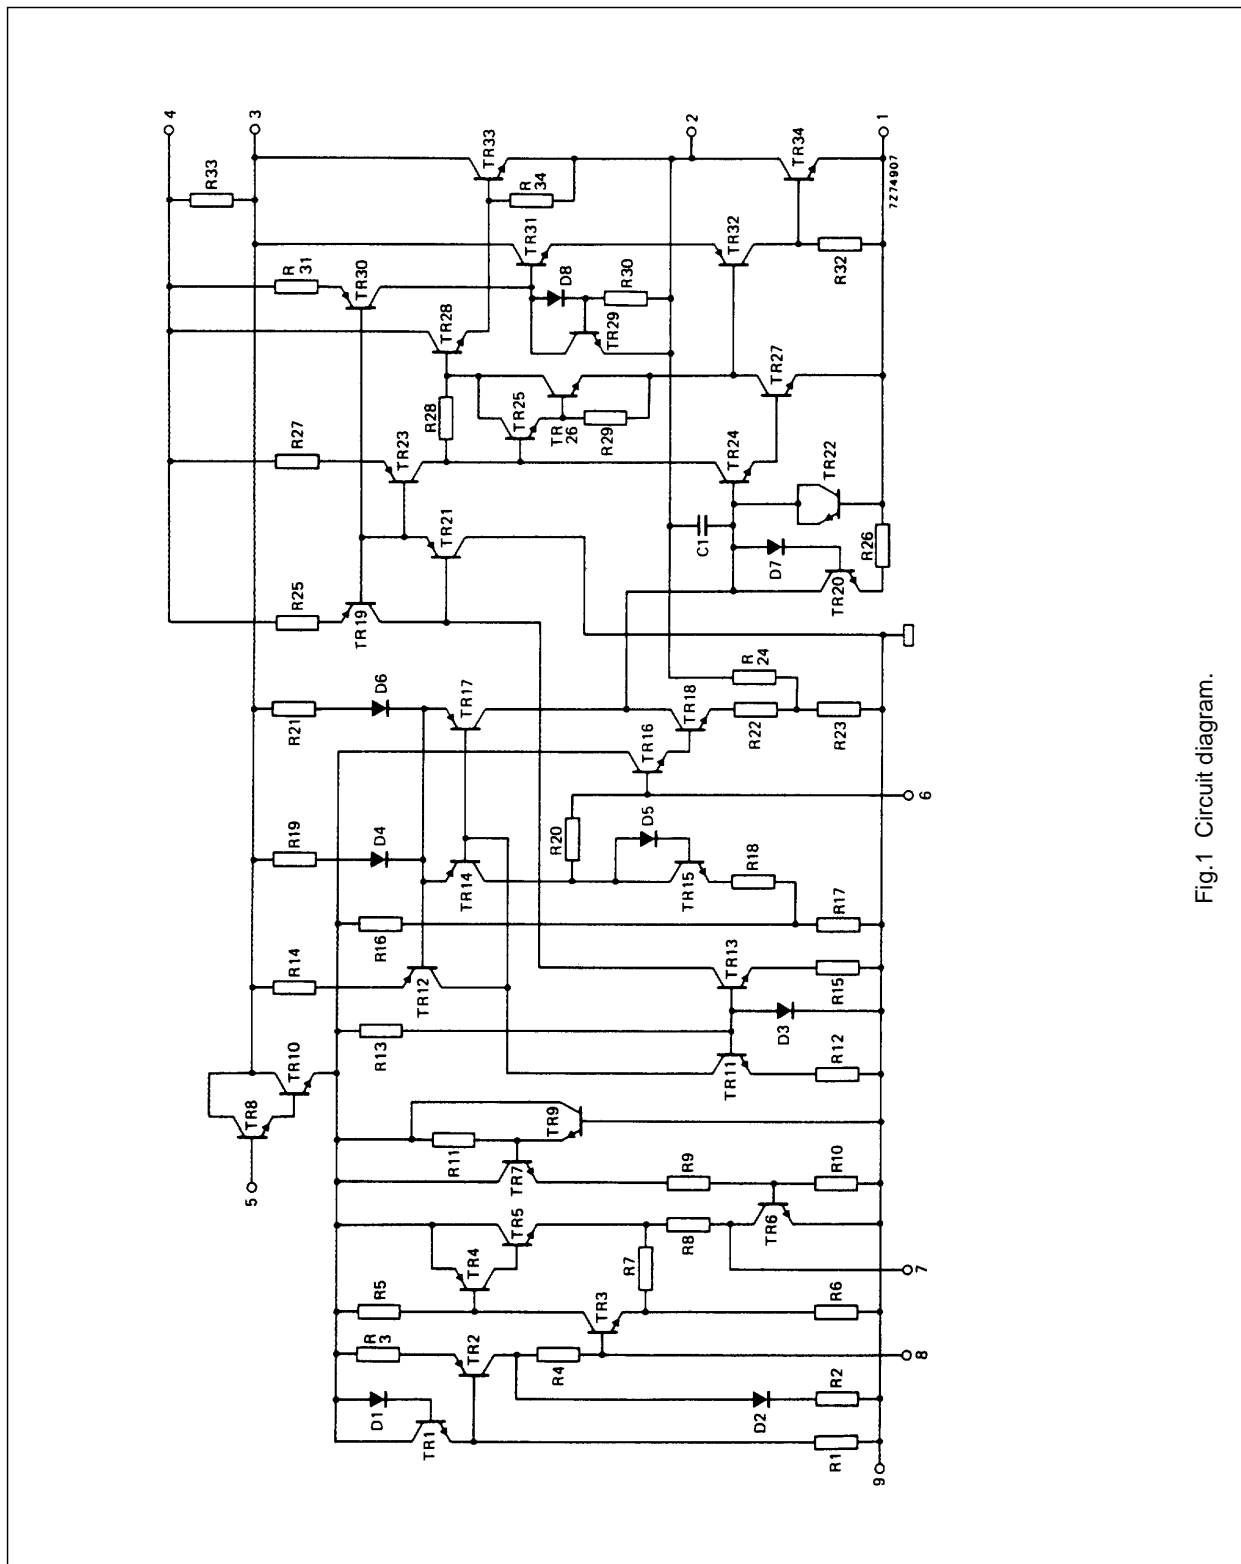 4
R33
3
TR33
R
34
2
TR34
1
7Z74907
R
31
TR30
TR31
D8
R30
TR29
TR32
R32
TR28
R28
TR25
TR
26
R29
TR27
R27
TR23
TR24
TR22
TR21
C1
D7
TR20
R26
R25
TR19
R21
D6
TR17
TR16
TR18
R
24
R22
R23
6
R19
D4
TR14
R20
D5
TR15
R18
R17
R16
R14
TR12
TR13
R15
D3
R13
TR11
R12
TR10
TR8
5
R11
TR9
TR7
R9
R10
TR5
TR4
R8
TR6
7
R7
R5
TR3
R6
R
3
TR2
R4
8
D1
TR1
D2
R2
R1
9
Fig.1 Circuit diagram.